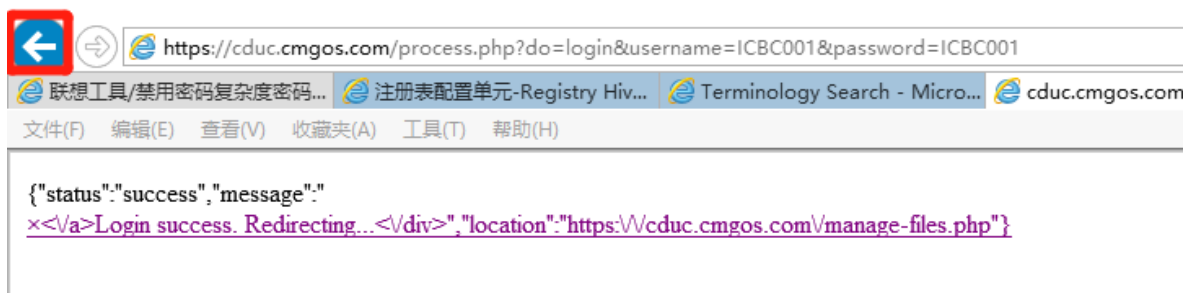 https://cduc.cmgos.com/process.php?do=login&username=ICBC001&password=ICBC001
联想工具/禁用密码复杂度密码... 注册表配置单元-Registry Hiv... Terminology Search - Micro... cduc.cmgos.com
文件(F) 编辑(E) 查看(V) 收藏夹(A) 工具(T) 帮助(H)
{"status":"success","message":"
×<\/a>Login success. Redirecting...<\/div>","location":"https:\/\/cduc.cmgos.com\/manage-files.php"}